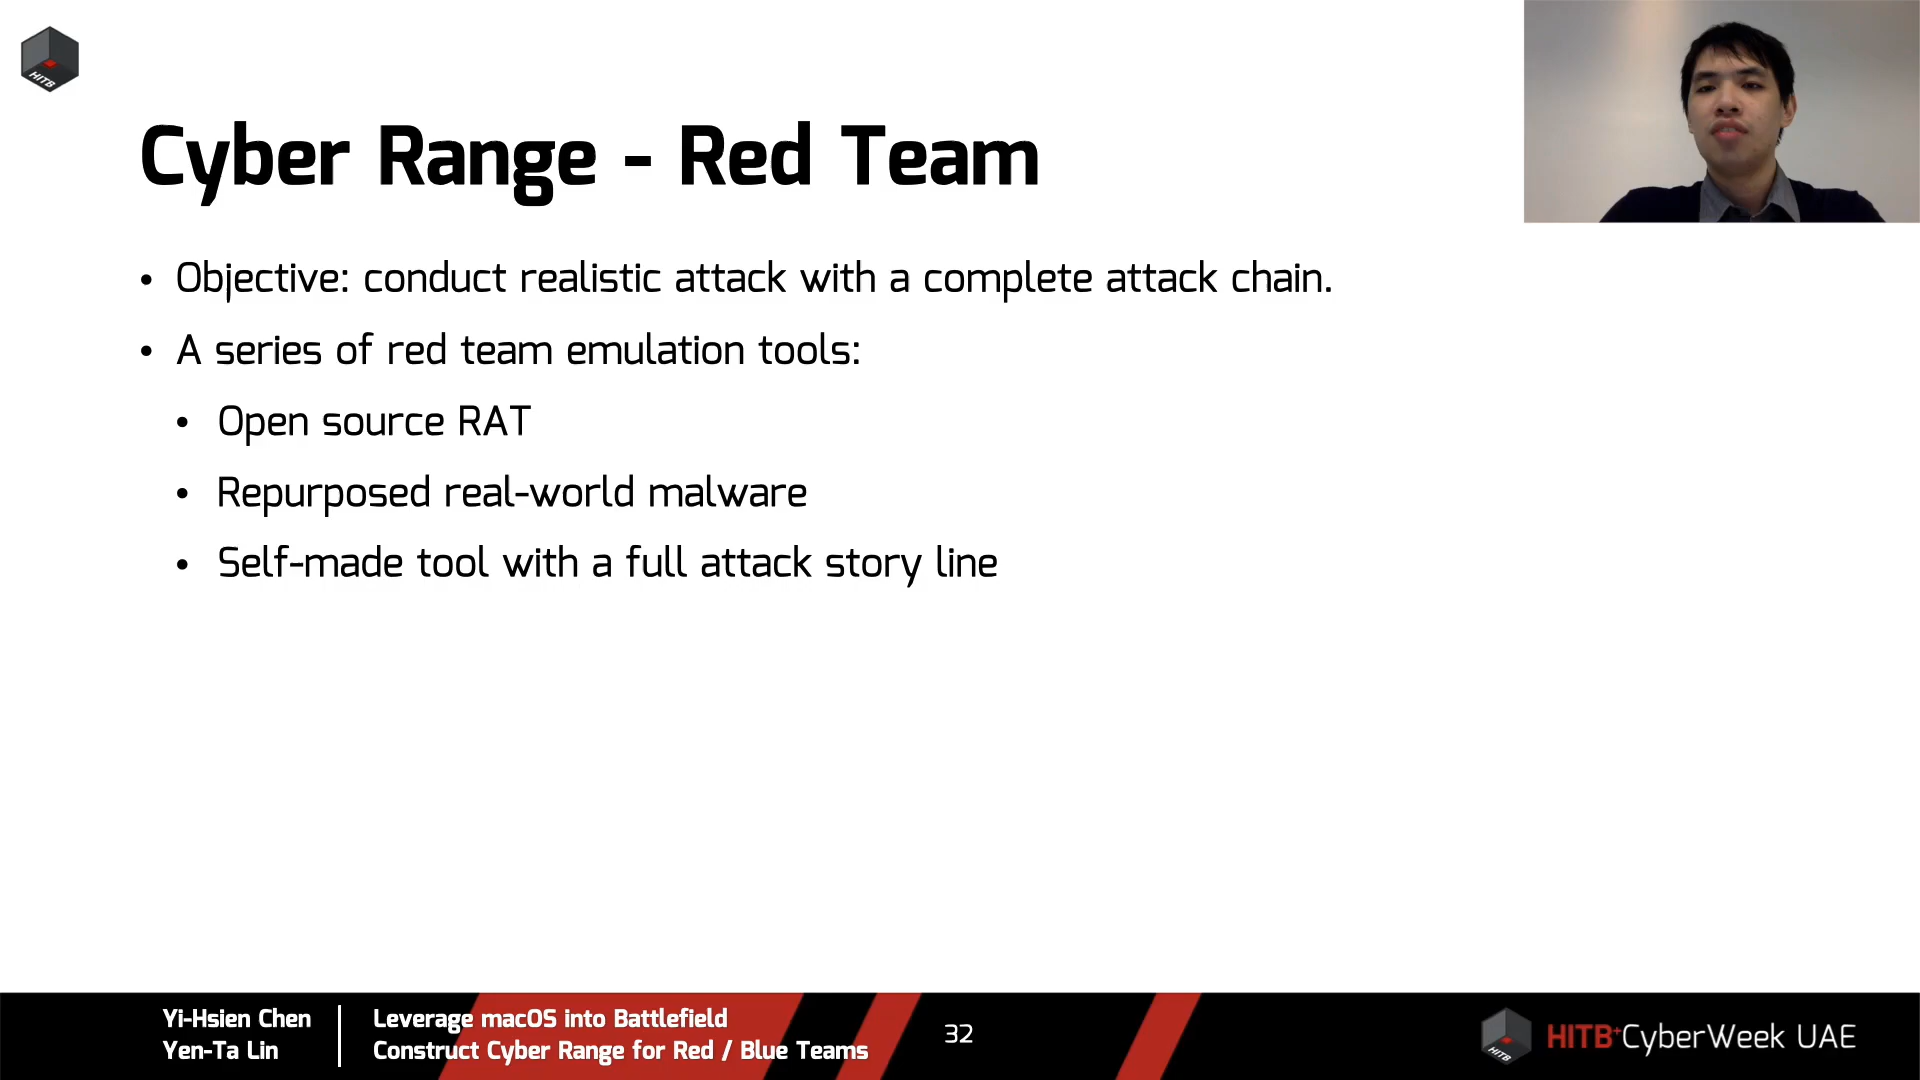 HITB
Cyber Range - Red Team
• Objective: conduct realistic attack with a complete attack chain.
• A series of red team emulation tools:
• Open source RAT
• Repurposed real-world malware
• Self-made tool with a full attack story line
Yi-Hsien Chen
Yen-Ta Lin
Leverage macOS into Battlefield
Construct Cyber Range for Red / Blue Teams
32
HITB
HITB+CyberWeek UAE